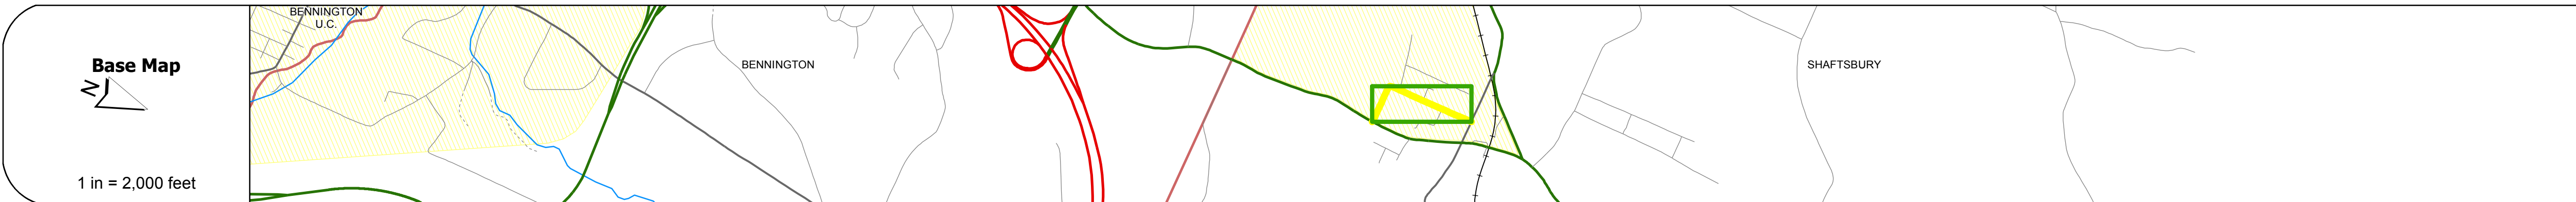 Base Map
N
1 in = 2,000 feet
BENNINGTON
U.C.
BENNINGTON
SHAFTSBURY